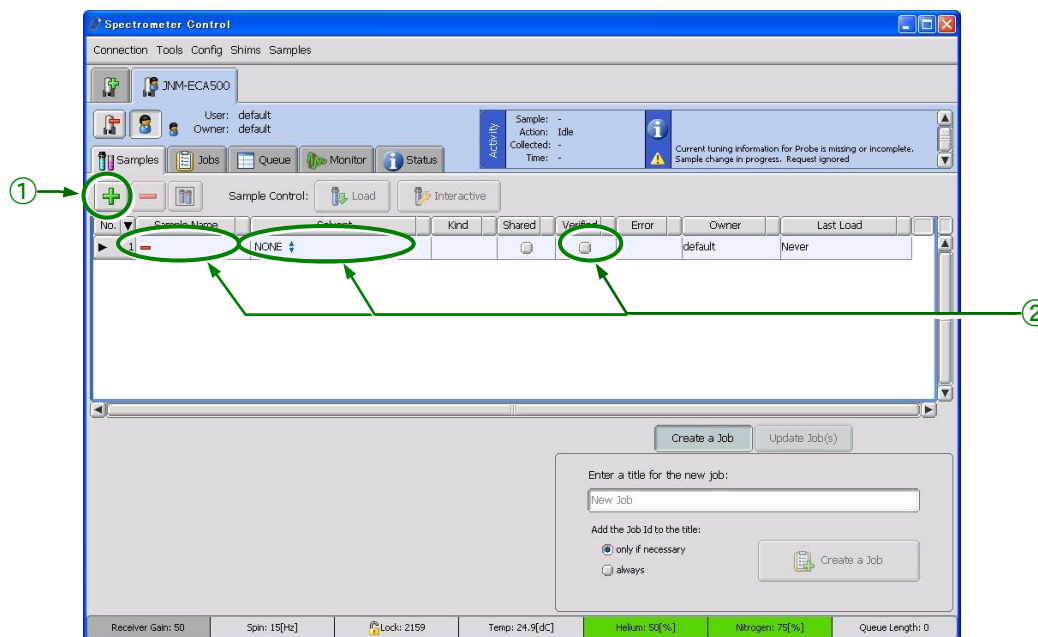 Spectrometer Control
Connection Tools Config Shims Samples
JNM-ECA500
User: default
Owner: default
Activity
Sample: -
Action: Idle
Collected: -
Time: -
Current tuning information for Probe is missing or incomplete.
Sample change in progress. Request ignored
Samples Jobs Queue Monitor Status
①
Sample Control: Load Interactive
No. Sample Name Solvent Kind Shared Verified Error Owner Last Load
1 NONE default Never
②
Create a Job Update Job(s)
Enter a title for the new job:
New Job
Add the Job Id to the title:
only if necessary
always
Create a Job
Receiver Gain: 50 Spin: 15[Hz] Lock: 2159 Temp: 24.9[dC] Helium: 50[%] Nitrogen: 75[%] Queue Length: 0